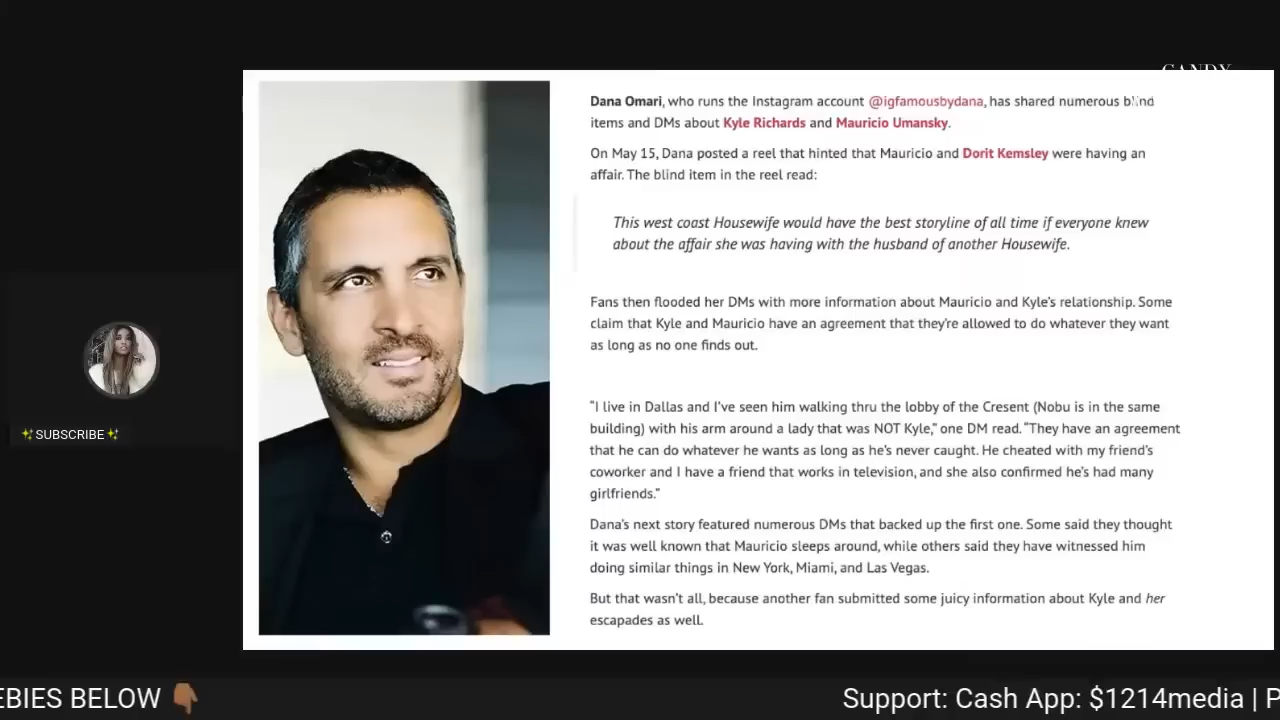 Dana Omari, who runs the Instagram account @igfamousbydana, has shared numerous blind
items and DMs about Kyle Richards and Mauricio Umansky.
On May 15, Dana posted a reel that hinted that Mauricio and Dorit Kemsley were having an
affair. The blind item in the reel read:
This west coast Housewife would have the best storyline of all time if everyone knew
about the affair she was having with the husband of another Housewife.
Fans then flooded her DMs with more information about Mauricio and Kyle's relationship. Some
claim that Kyle and Mauricio have an agreement that they're allowed to do whatever they want
as long as no one finds out.
"I live in Dallas and I've seen him walking thru the lobby of the Cresent (Nobu is in the same
building) with his arm around a lady that was NOT Kyle," one DM read. "They have an agreement
that he can do whatever he wants as long as he's never caught. He cheated with my friend's
coworker and I have a friend that works in television, and she also confirmed he's had many
girlfriends."
Dana's next story featured numerous DMs that backed up the first one. Some said they thought
it was well known that Mauricio sleeps around, while others said they have witnessed him
doing similar things in New York, Miami, and Las Vegas.
But that wasn't all, because another fan submitted some juicy information about Kyle and her
escapades as well.
✨SUBSCRIBE✨
EBIES BELOW 👇🏾 Support: Cash App: $1214media | P